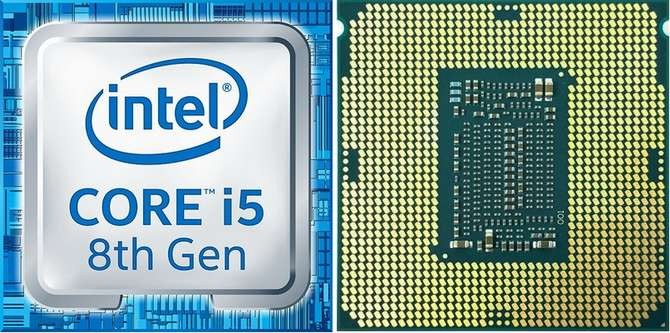 intel
CORE™ i5
8th Gen